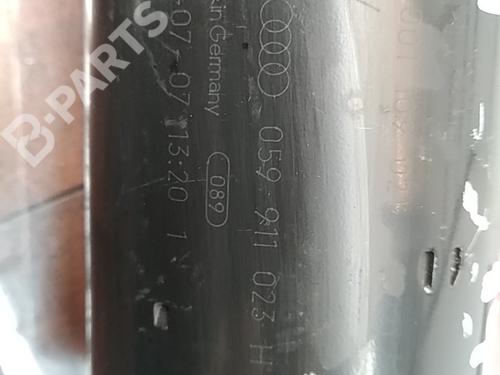 059 911 023 H
in Germany
089
-07-07 13:20 1
B-PARTS